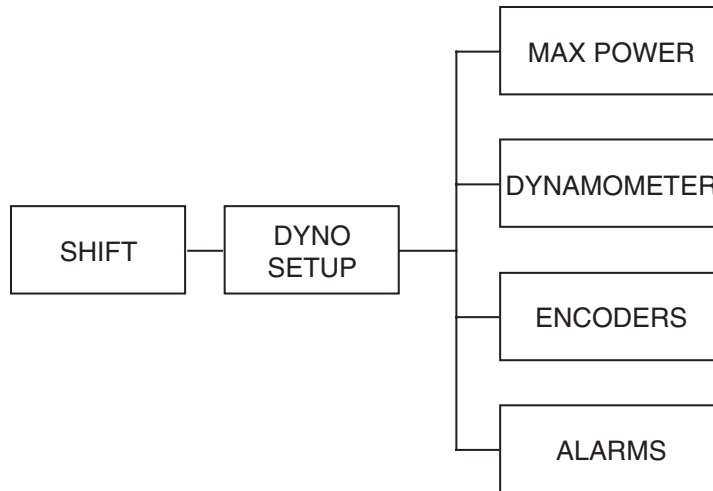 SHIFT
DYNO
SETUP
MAX POWER
DYNAMOMETER
ENCODERS
ALARMS